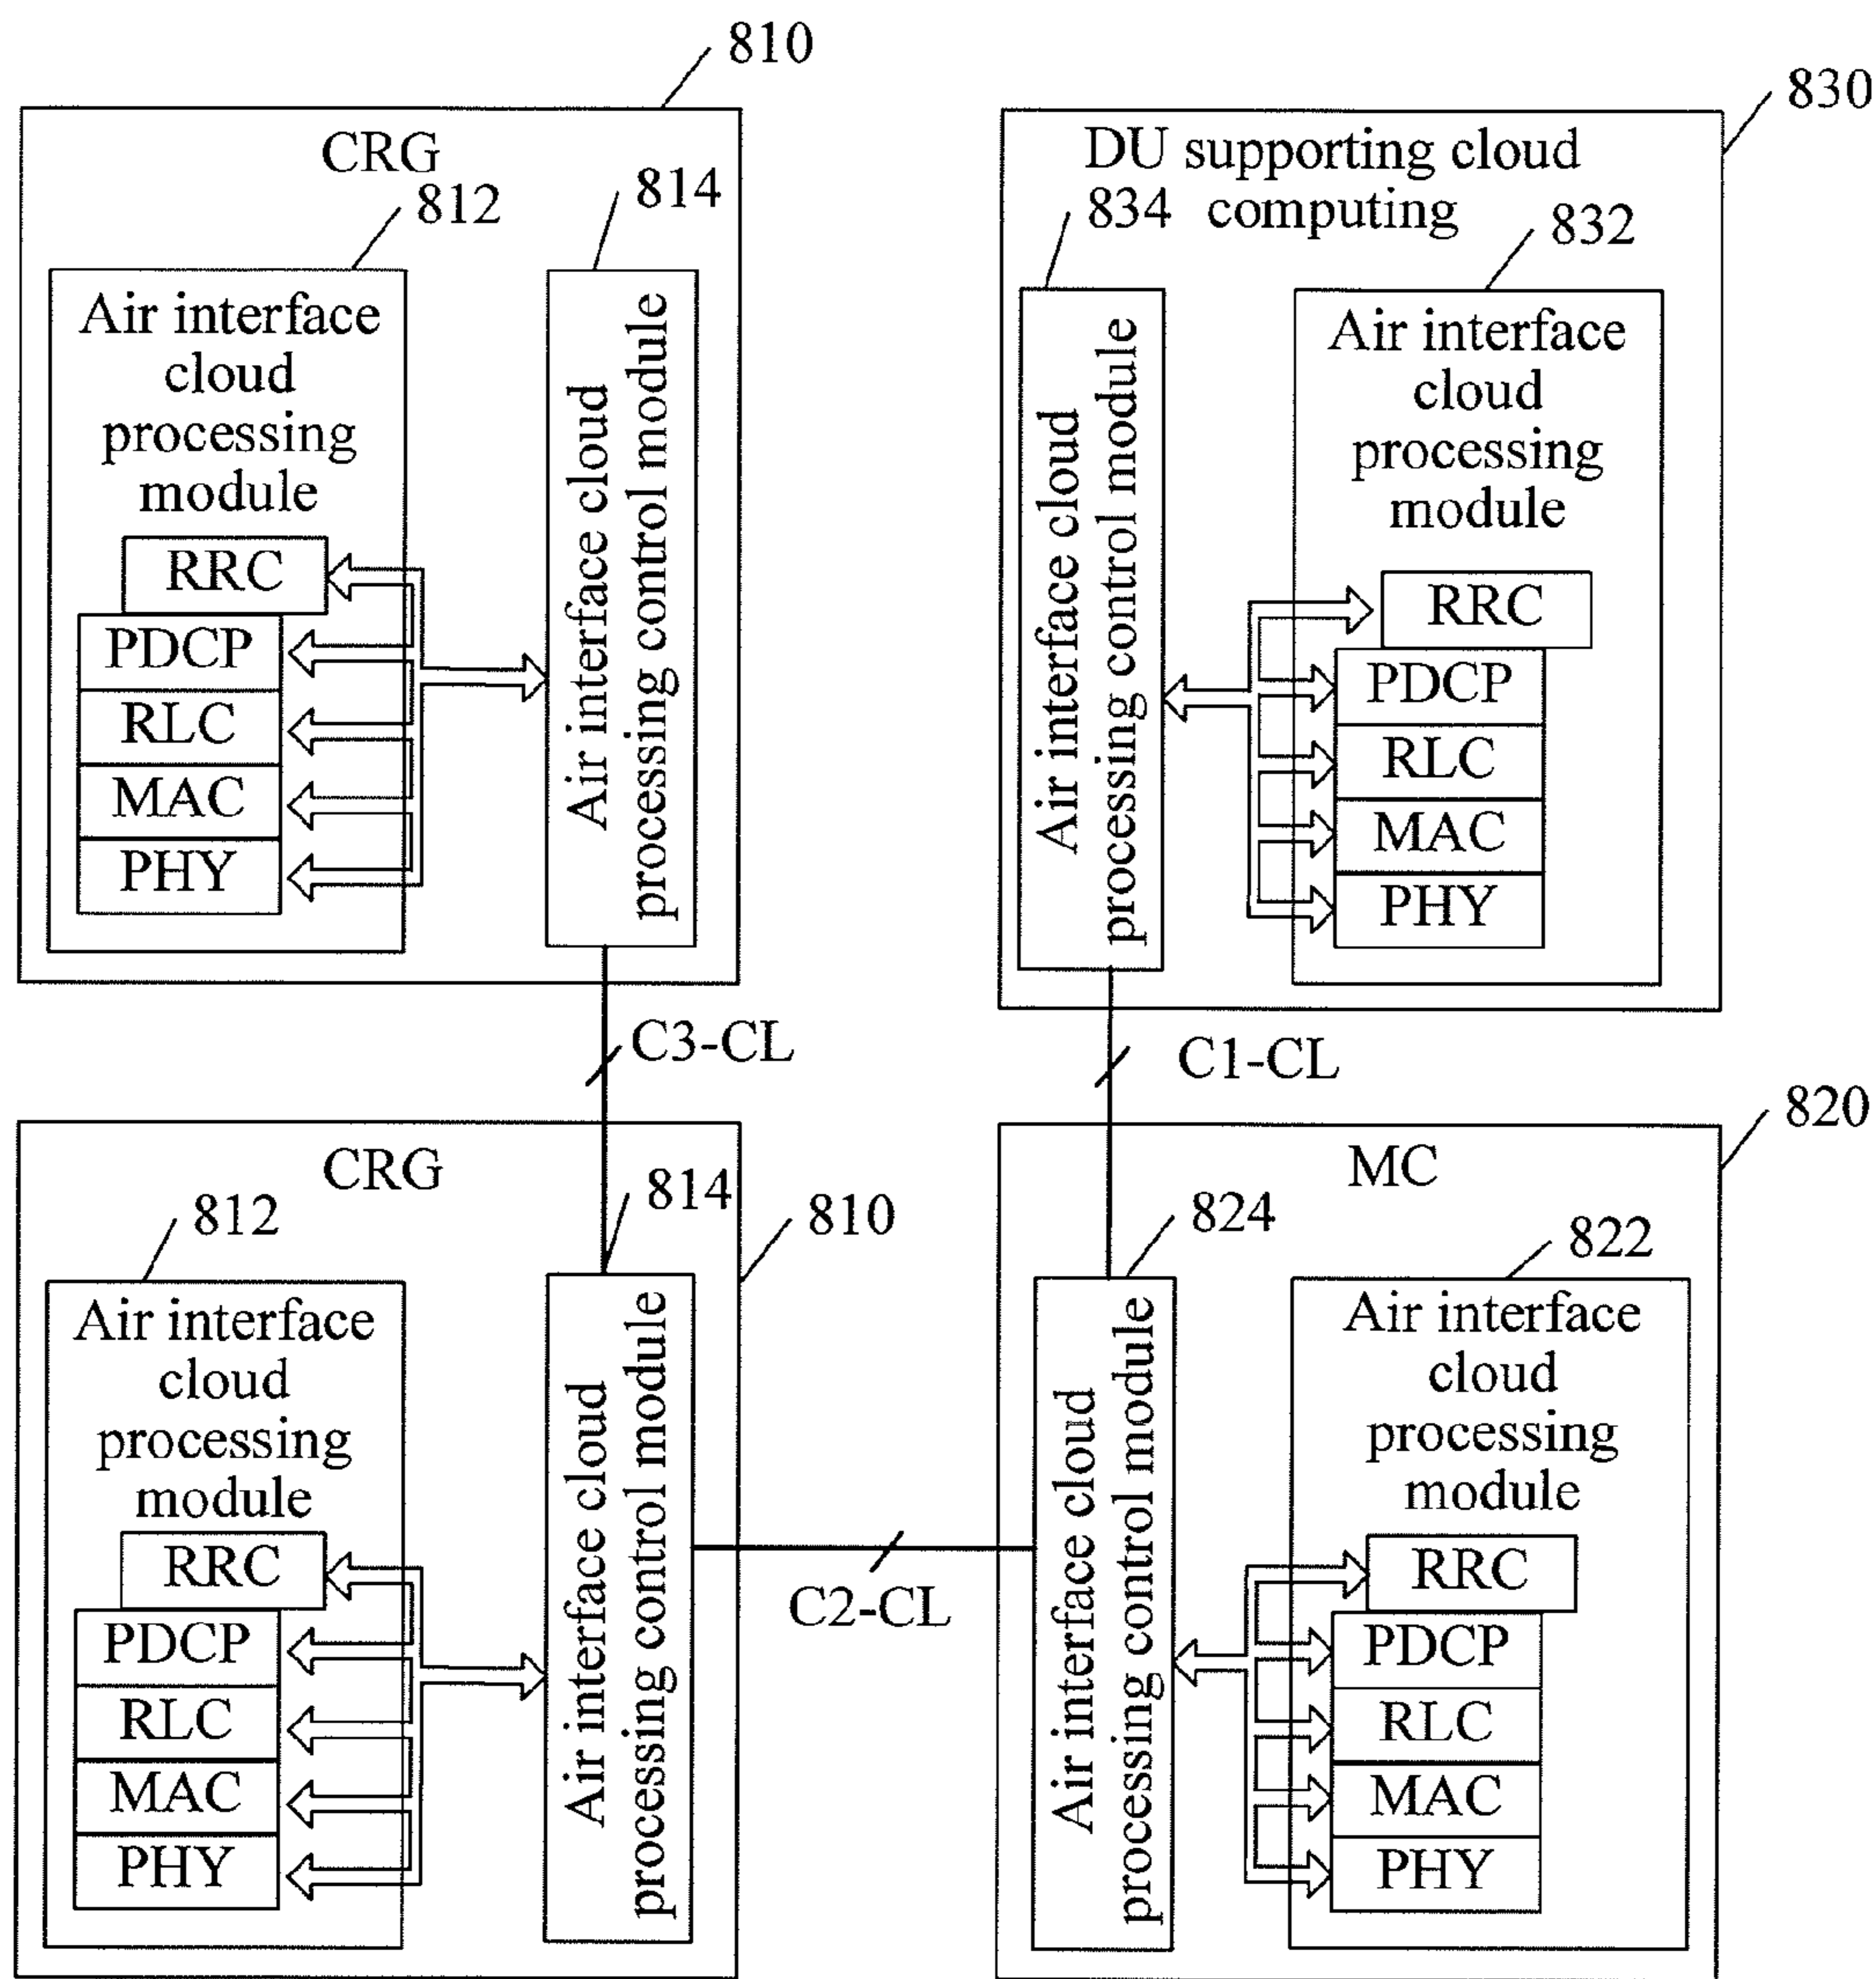 810
CRG
812
814
Air interface
cloud
processing
module
RRC
PDCP
RLC
MAC
PHY
Air interface cloud
processing control module
830
DU supporting cloud
computing
834
832
Air interface cloud
processing control module
Air interface
cloud
processing
module
RRC
PDCP
RLC
MAC
PHY
C3-CL
C1-CL
CRG
812
814
810
Air interface
cloud
processing
module
RRC
PDCP
RLC
MAC
PHY
Air interface cloud
processing control module
C2-CL
820
MC
824
822
Air interface cloud
processing control module
Air interface
cloud
processing
module
RRC
PDCP
RLC
MAC
PHY